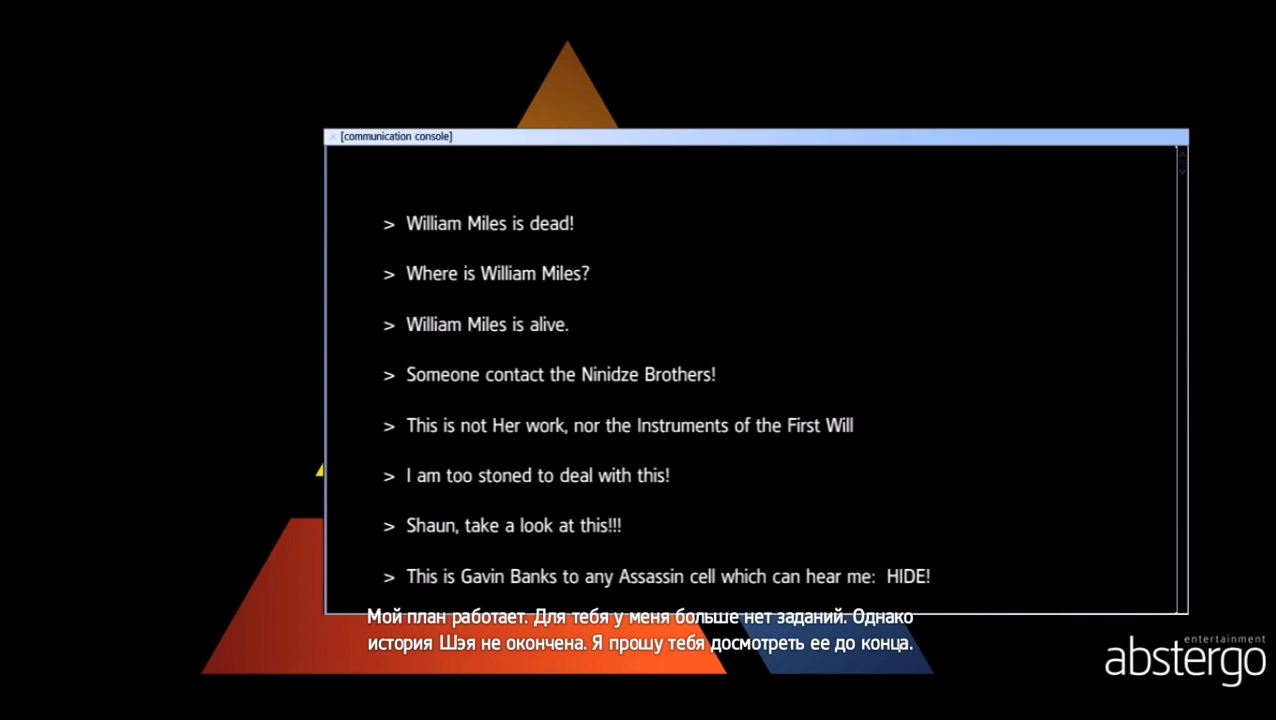 [communication console]
> William Miles is dead!
> Where is William Miles?
> William Miles is alive.
> Someone contact the Ninidze Brothers!
> This is not Her work, nor the Instruments of the First Will
> I am too stoned to deal with this!
> Shaun, take a look at this!!!
> This is Gavin Banks to any Assassin cell which can hear me:  HIDE!
Мой план работает. Для тебя у меня больше нет заданий. Однако
история Шэя не окончена. Я прошу тебя досмотреть ее до конца.
entertainment
abstergo